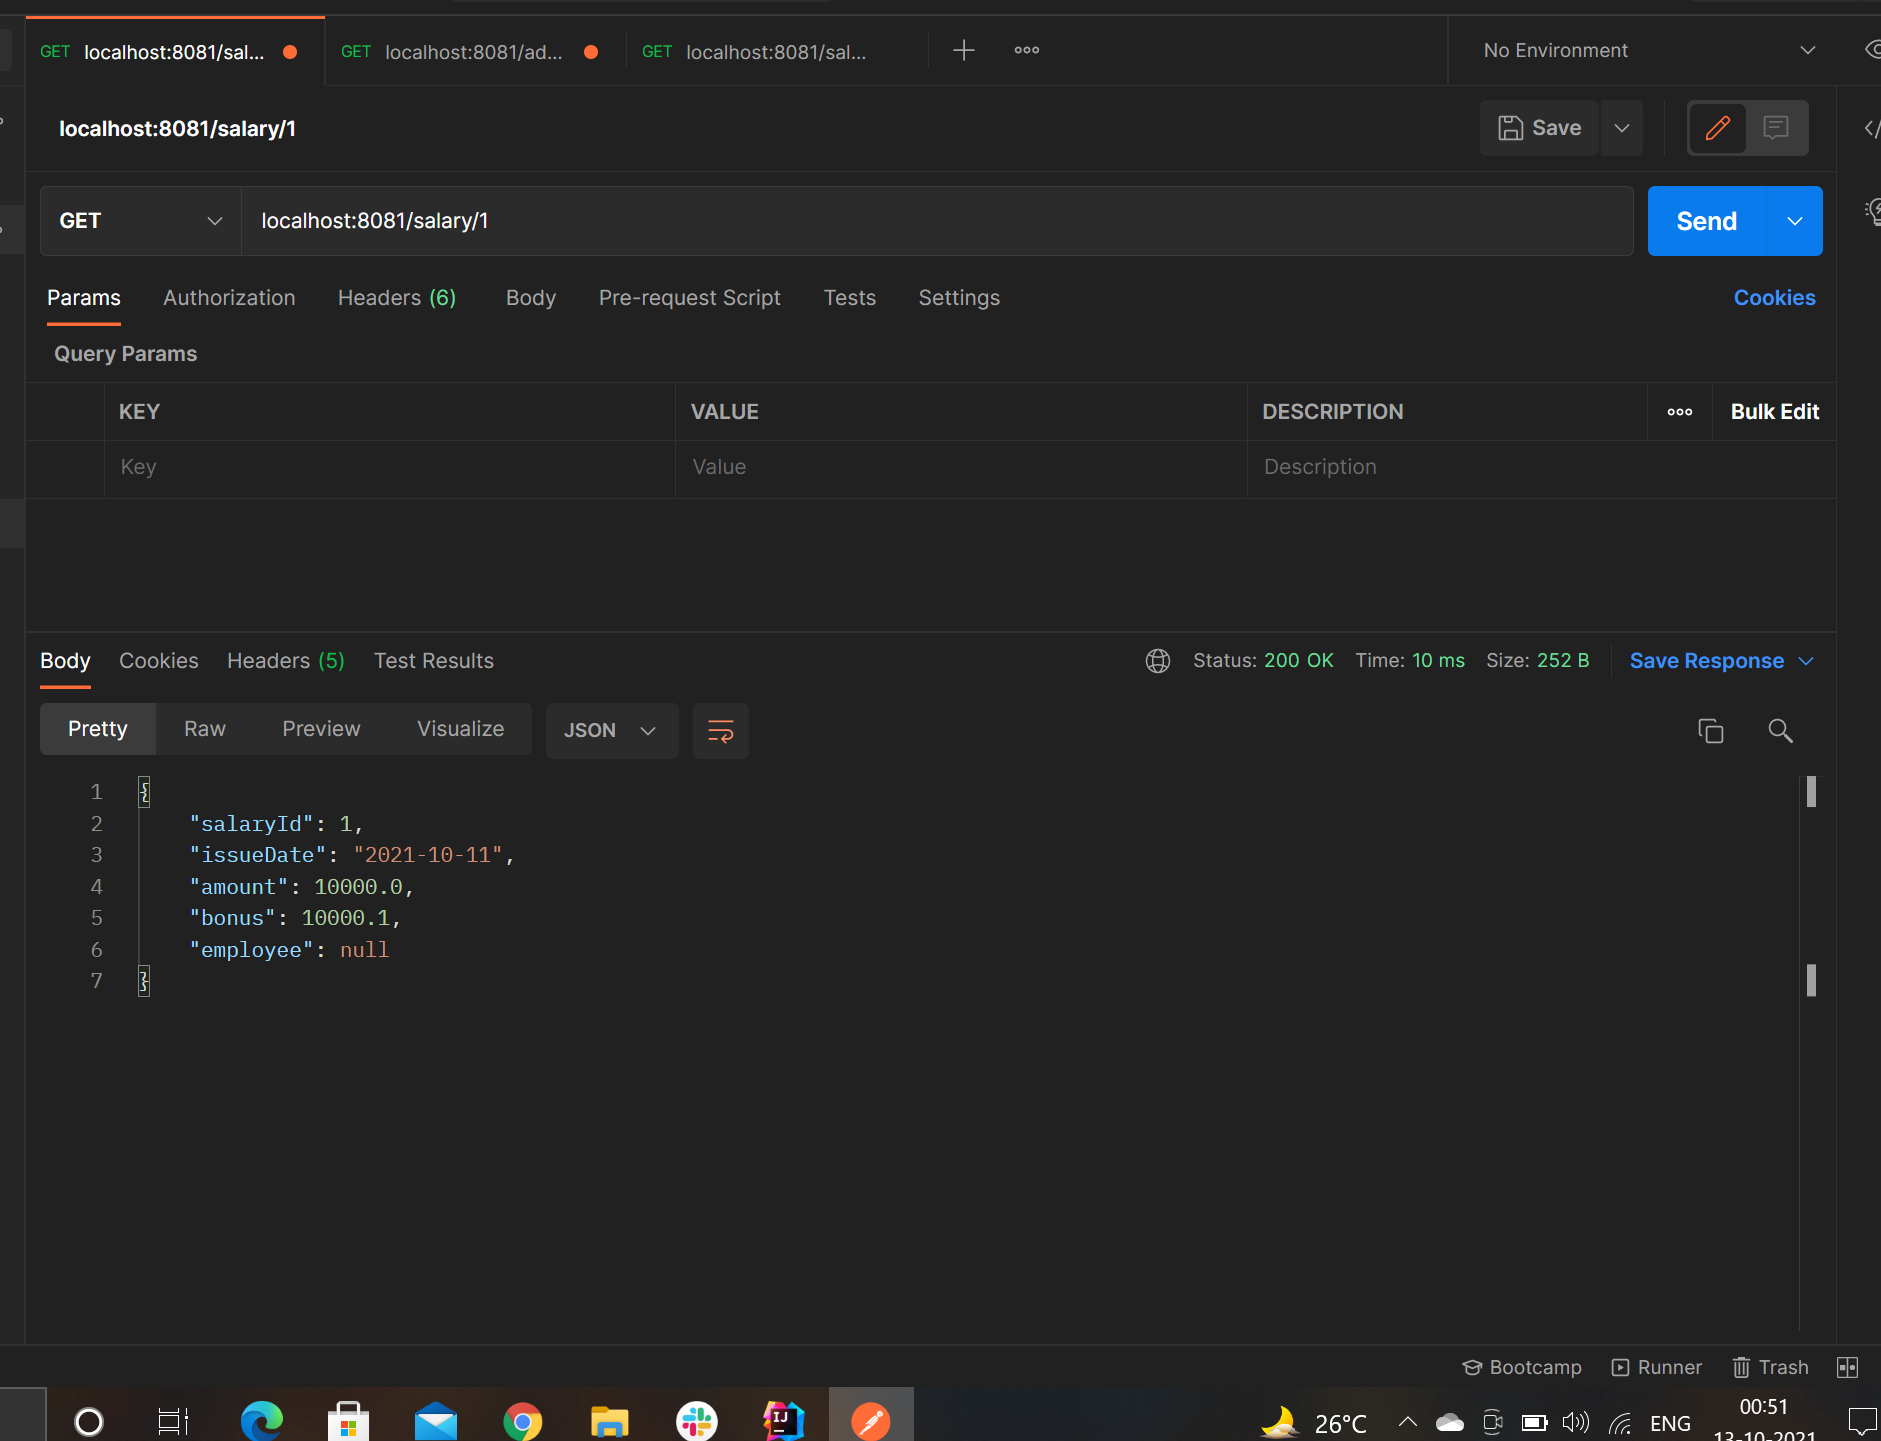 GET localhost:8081/sal... GET localhost:8081/ad... GET localhost:8081/sal... No Environment
localhost:8081/salary/1 Save
GET localhost:8081/salary/1 Send
Params Authorization Headers (6) Body Pre-request Script Tests Settings Cookies
Query Params
KEY VALUE DESCRIPTION Bulk Edit
Key Value Description
Body Cookies Headers (5) Test Results Status: 200 OK Time: 10 ms Size: 252 B Save Response
Pretty Raw Preview Visualize JSON
1 {
2 "salaryId": 1,
3 "issueDate": "2021-10-11",
4 "amount": 10000.0,
5 "bonus": 10000.1,
6 "employee": null
7 }
Bootcamp Runner Trash
IJ 26°C ENG 00:51
13-10-2021